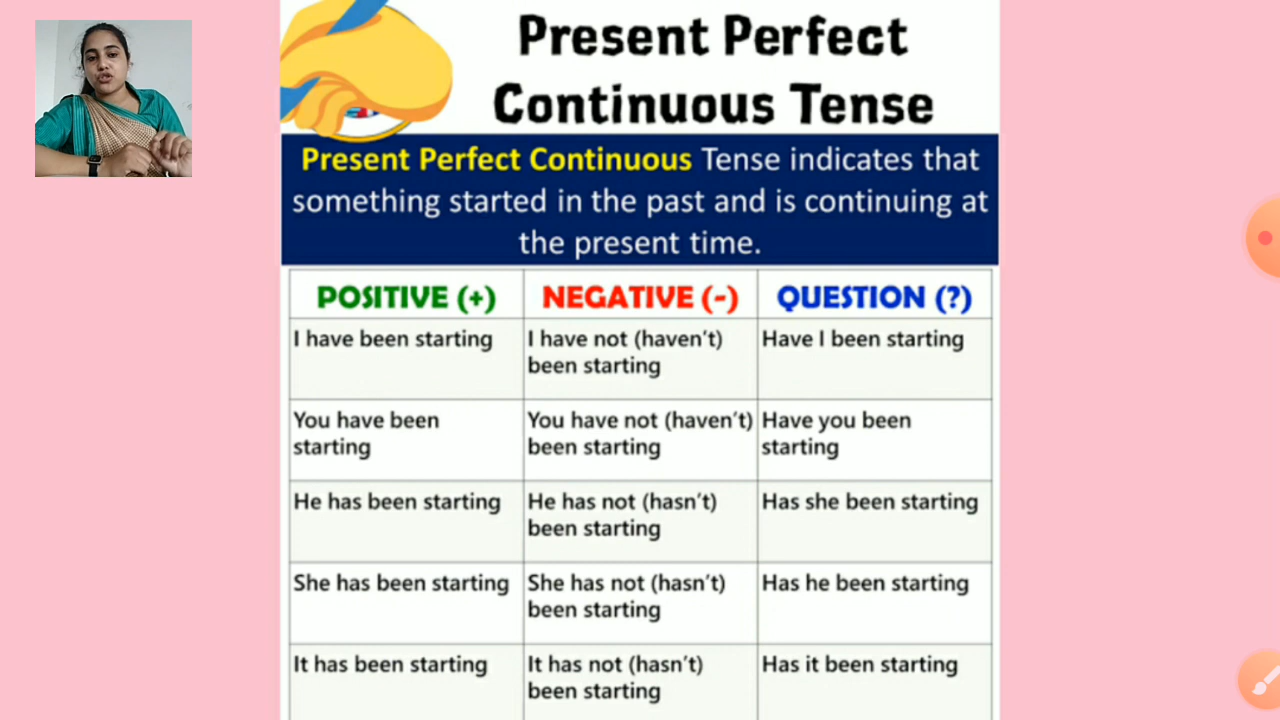 Present Perfect
Continuous Tense
Present Perfect Continuous Tense indicates that
something started in the past and is continuing at
the present time.
POSITIVE (+) NEGATIVE (-) QUESTION (?)
I have been starting
I have not (haven't)
been starting
Have I been starting
You have been
starting
You have not (haven't)
been starting
Have you been
starting
He has been starting
He has not (hasn't)
been starting
Has she been starting
She has been starting
She has not (hasn't)
been starting
Has he been starting
It has been starting
It has not (hasn't)
been starting
Has it been starting